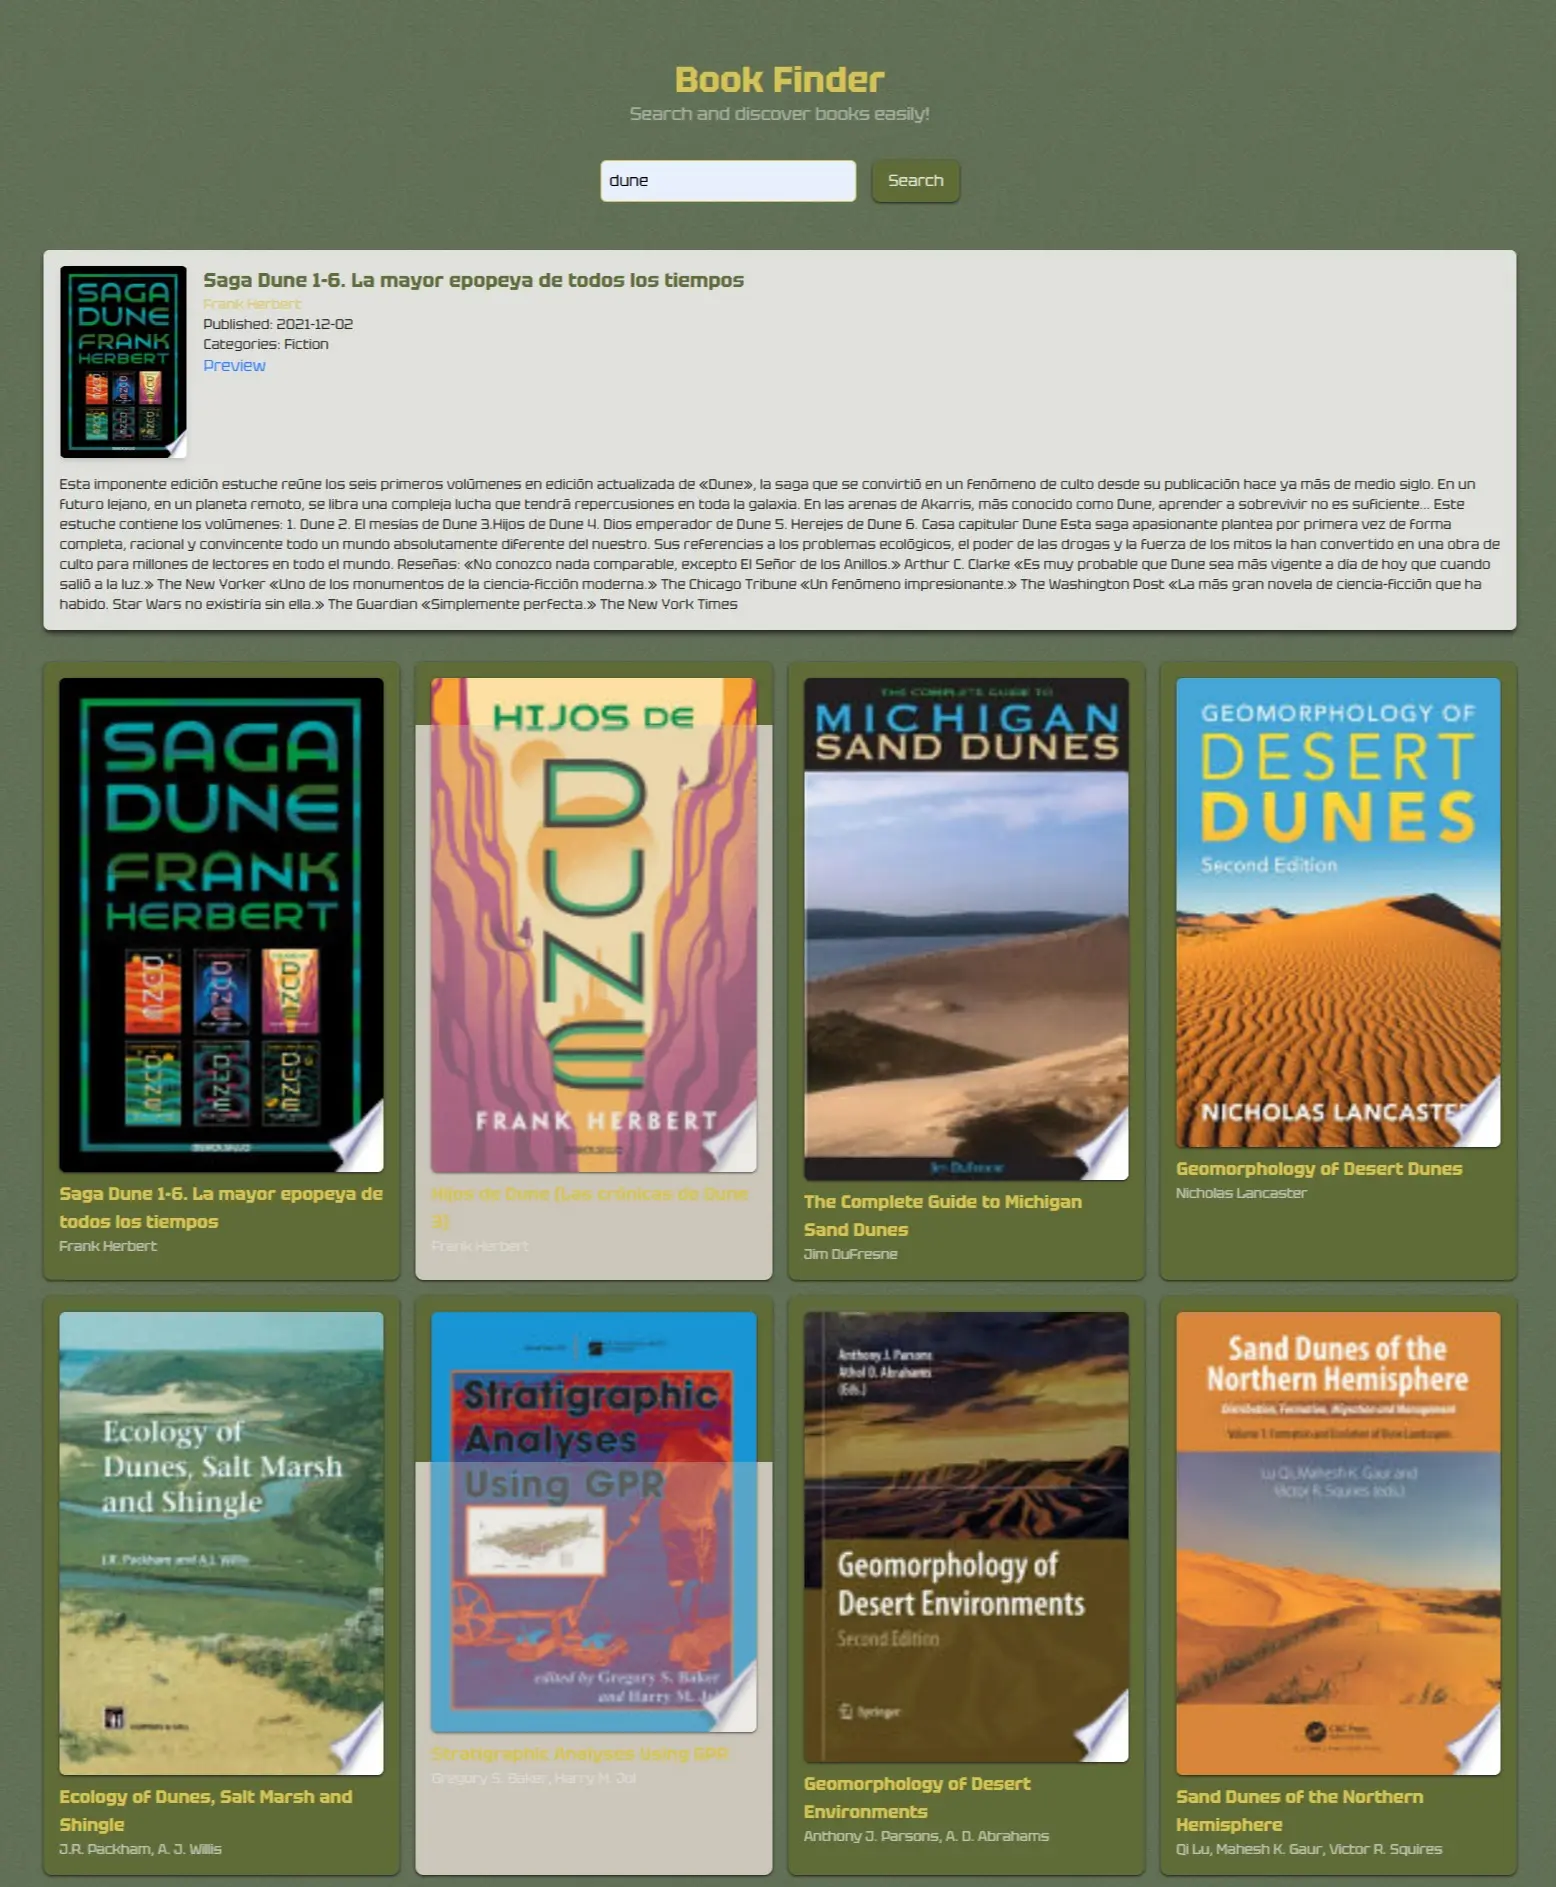 Book Finder
Search and discover books easily!
dune
Search
SAGA
DUNE
FRANK
HERBERT
Saga Dune 1-6. La mayor epopeya de todos los tiempos
Frank Herbert
Published: 2021-12-02
Categories: Fiction
Preview
Esta imponente edición estuche reúne los seis primeros volúmenes en edición actualizada de «Dune», la saga que se convirtió en un fenómeno de culto desde su publicación hace ya más de medio siglo. En un
futuro lejano, en un planeta remoto, se libra una compleja lucha que tendrá repercusiones en toda la galaxia. En las arenas de Akarris, más conocido como Dune, aprender a sobrevivir no es suficiente... Este
estuche contiene los volúmenes: 1. Dune 2. El mesías de Dune 3.Hijos de Dune 4. Dios emperador de Dune 5. Herejes de Dune 6. Casa capitular Dune Esta saga apasionante plantea por primera vez de forma
completa, racional y convincente todo un mundo absolutamente diferente del nuestro. Sus referencias a los problemas ecológicos, el poder de las drogas y la fuerza de los mitos la han convertido en una obra de
culto para millones de lectores en todo el mundo. Reseñas: «No conozco nada comparable, excepto El Señor de los Anillos.» Arthur C. Clarke «Es muy probable que Dune sea más vigente a día de hoy que cuando
salió a la luz.» The New Yorker «Uno de los monumentos de la ciencia-ficción moderna.» The Chicago Tribune «Un fenómeno impresionante.» The Washington Post «La más gran novela de ciencia-ficción que ha
habido. Star Wars no existiría sin ella.» The Guardian «Simplemente perfecta.» The New York Times
SAGA
DUNE
FRANK
HERBERT
Saga Dune 1-6. La mayor epopeya de
todos los tiempos
Frank Herbert
HIJOS DE
DUNE
FRANK HERBERT
Hijos de Dune (Las crónicas de Dune
3)
Frank Herbert
THE COMPLETE GUIDE TO
MICHIGAN
SAND DUNES
Jim DuFresne
The Complete Guide to Michigan
Sand Dunes
Jim DuFresne
GEOMORPHOLOGY OF
DESERT
DUNES
Second Edition
NICHOLAS LANCASTE
Geomorphology of Desert Dunes
Nicholas Lancaster
Ecology of
Dunes, Salt Marsh
and Shingle
J.R. Packham and A.J. Willis
Ecology of Dunes, Salt Marsh and
Shingle
J.R. Packham, A. J. Willis
Stratigraphic
Analyses
Using GPR
edited by Gregory S. Baker
and Harry M. J
Stratigraphic Analyses Using GPR
Gregory S. Baker, Harry M. Jol
Anthony J. Parsons
Athol D. Abrahams
(Eds.)
Geomorphology of
Desert Environments
Second Edition
Springer
Geomorphology of Desert
Environments
Anthony J. Parsons, A. D. Abrahams
Sand Dunes of the
Northern Hemisphere
Distribution, Formation, Migration and Management
Volume 1: Formation and Evolution of Dune Landscapes
Lu Qi, Mahesh K. Gaur and
Victor R. Squires (eds.)
CRC Press
Sand Dunes of the Northern
Hemisphere
Qi Lu, Mahesh K. Gaur, Victor R. Squires